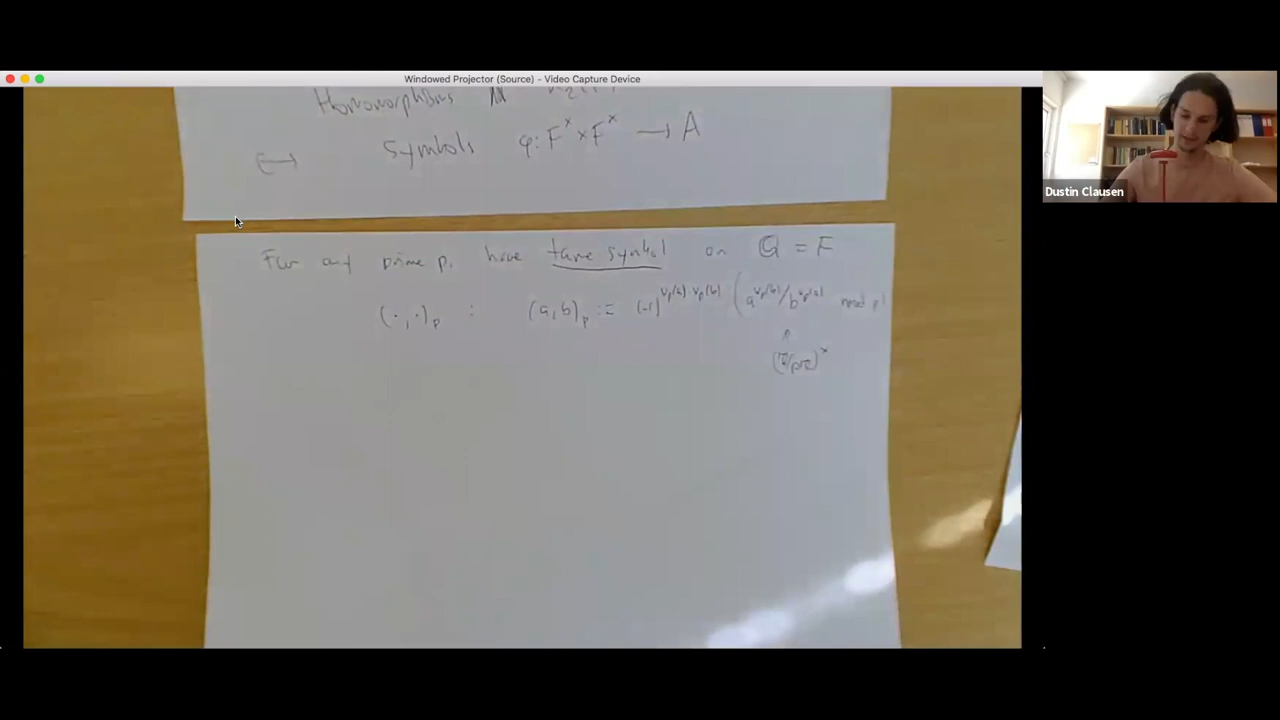 Windowed Projector (Source) - Video Capture Device
Homomorphisms
↔ symbols φ: F^× × F^× → A
Dustin Clausen
For any prime p, have tame symbol on ℚ = F
(·,·)_p : (a,b)_p := (-1)^{v_p(a)·v_p(b)} (a^{v_p(b)}/b^{v_p(a)} mod p)
∈
(ℤ/pℤ)^×